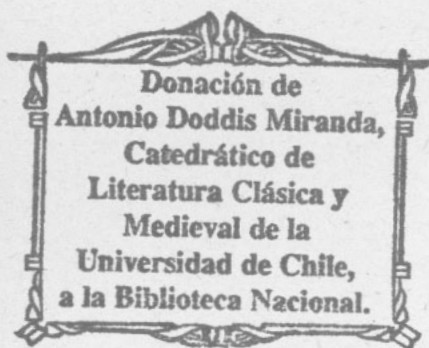 Donación de
Antonio Doddis Miranda,
Catedrático de
Literatura Clásica y
Medieval de la
Universidad de Chile,
a la Biblioteca Nacional.